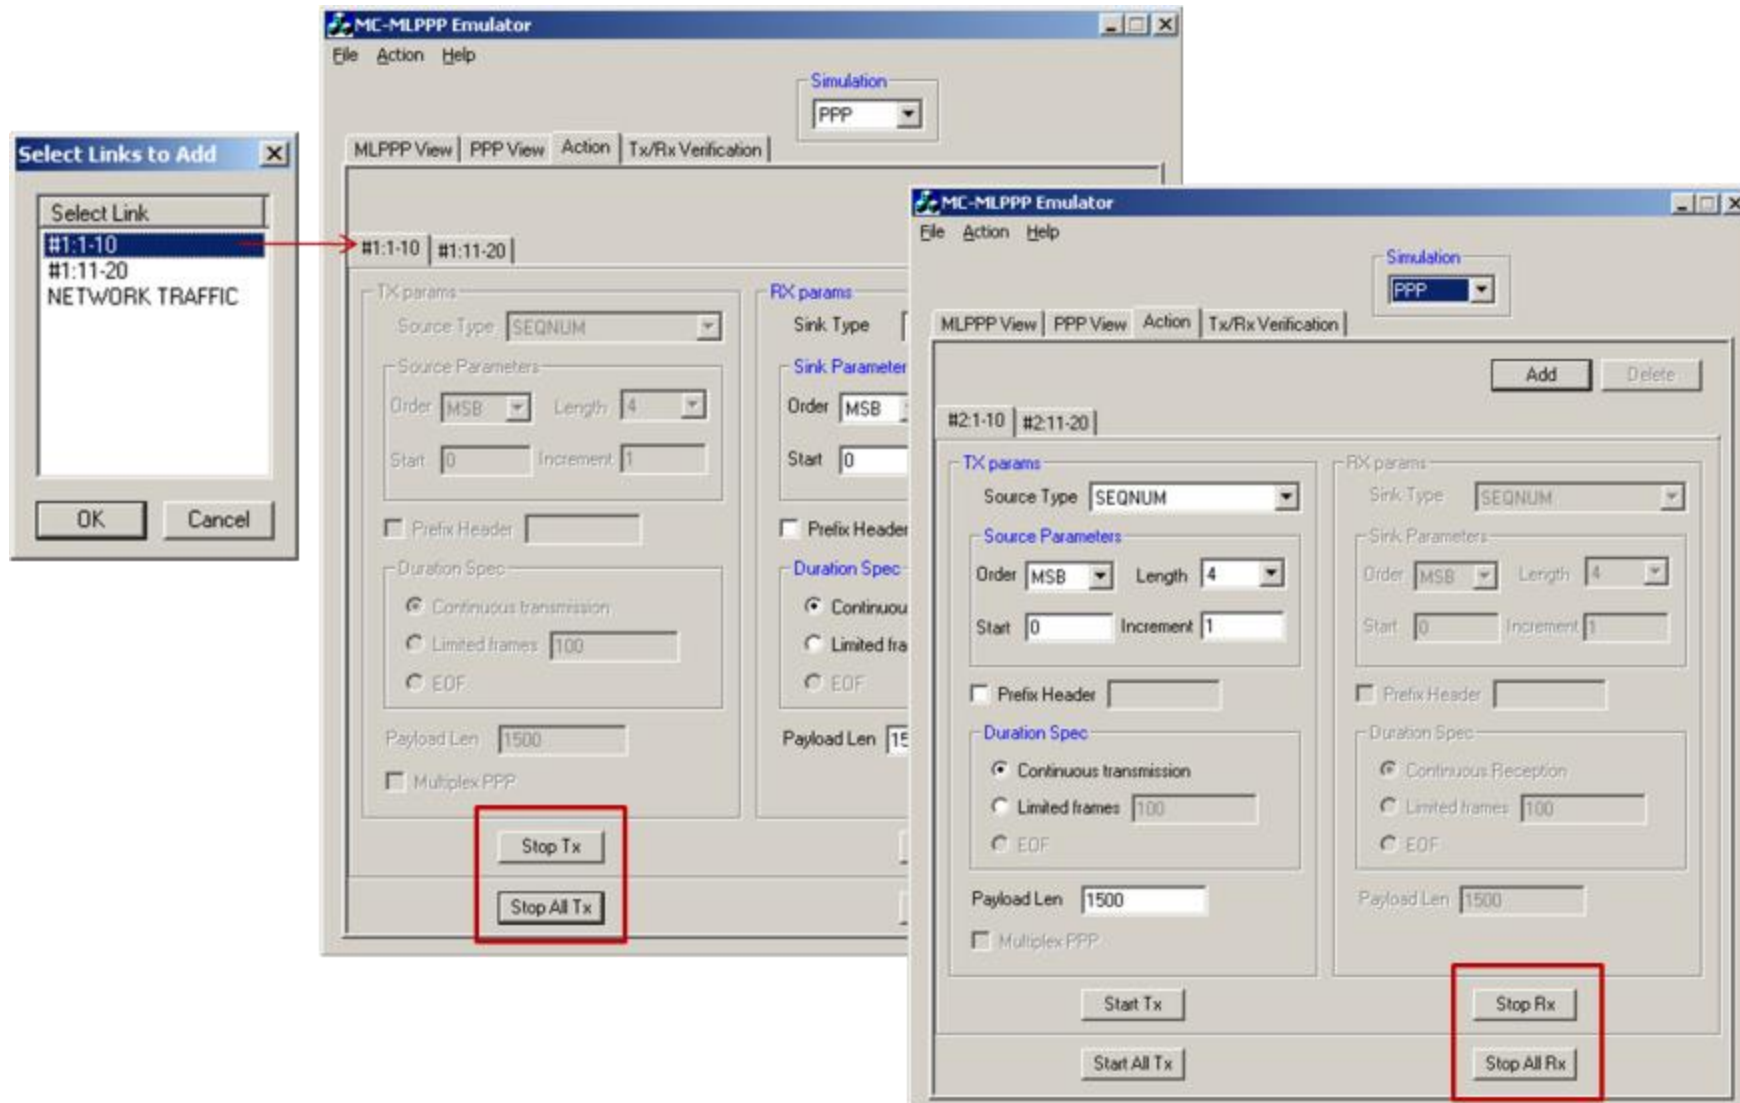 Select Links to Add
Select Link
#1:1-10
#1:11-20
NETWORK TRAFFIC
OK Cancel
MC-MLPPP Emulator
File Action Help
Simulation
PPP
MLPPP View PPP View Action Tx/Rx Verification
#1:1-10 #1:11-20
TX params
Source Type SEQNUM
Source Parameters
Order MSB Length 4
Start 0 Increment 1
Prefix Header
Duration Spec
Continuous transmission
Limited frames 100
EOF
Payload Len 1500
Multiplex PPP
Stop Tx
Stop All Tx
RX params
Sink Type
Sink Parameter
Order MSB
Start 0
Prefix Header
Duration Spec
Continuou
Limited fra
EOF
Payload Len 15
MC-MLPPP Emulator
File Action Help
Simulation
PPP
MLPPP View PPP View Action Tx/Rx Verification
Add Delete
#2:1-10 #2:11-20
TX params
Source Type SEQNUM
Source Parameters
Order MSB Length 4
Start 0 Increment 1
Prefix Header
Duration Spec
Continuous transmission
Limited frames 100
EOF
Payload Len 1500
Multiplex PPP
Start Tx
Start All Tx
RX params
Sink Type SEQNUM
Sink Parameters
Order MSB Length 4
Start 0 Increment 1
Prefix Header
Duration Spec
Continuous Reception
Limited frames 100
EOF
Payload Len 1500
Stop Rx
Stop All Rx